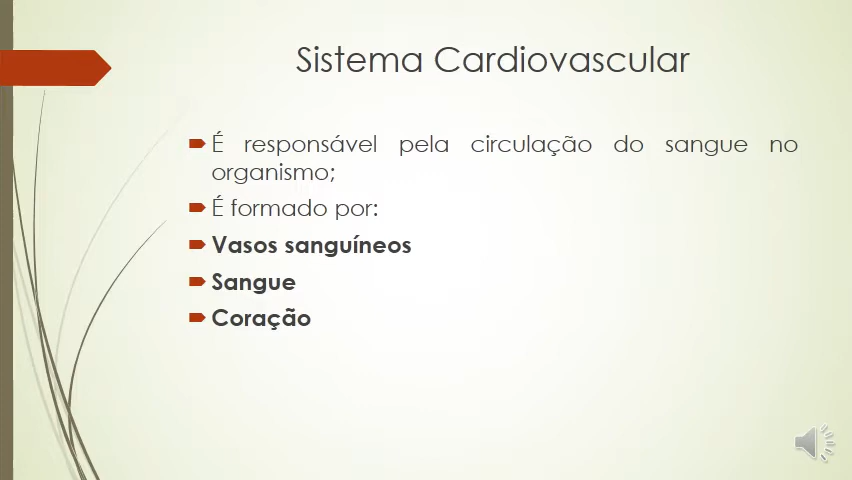 Sistema Cardiovascular
É responsável pela circulação do sangue no
organismo;
É formado por:
Vasos sanguíneos
Sangue
Coração